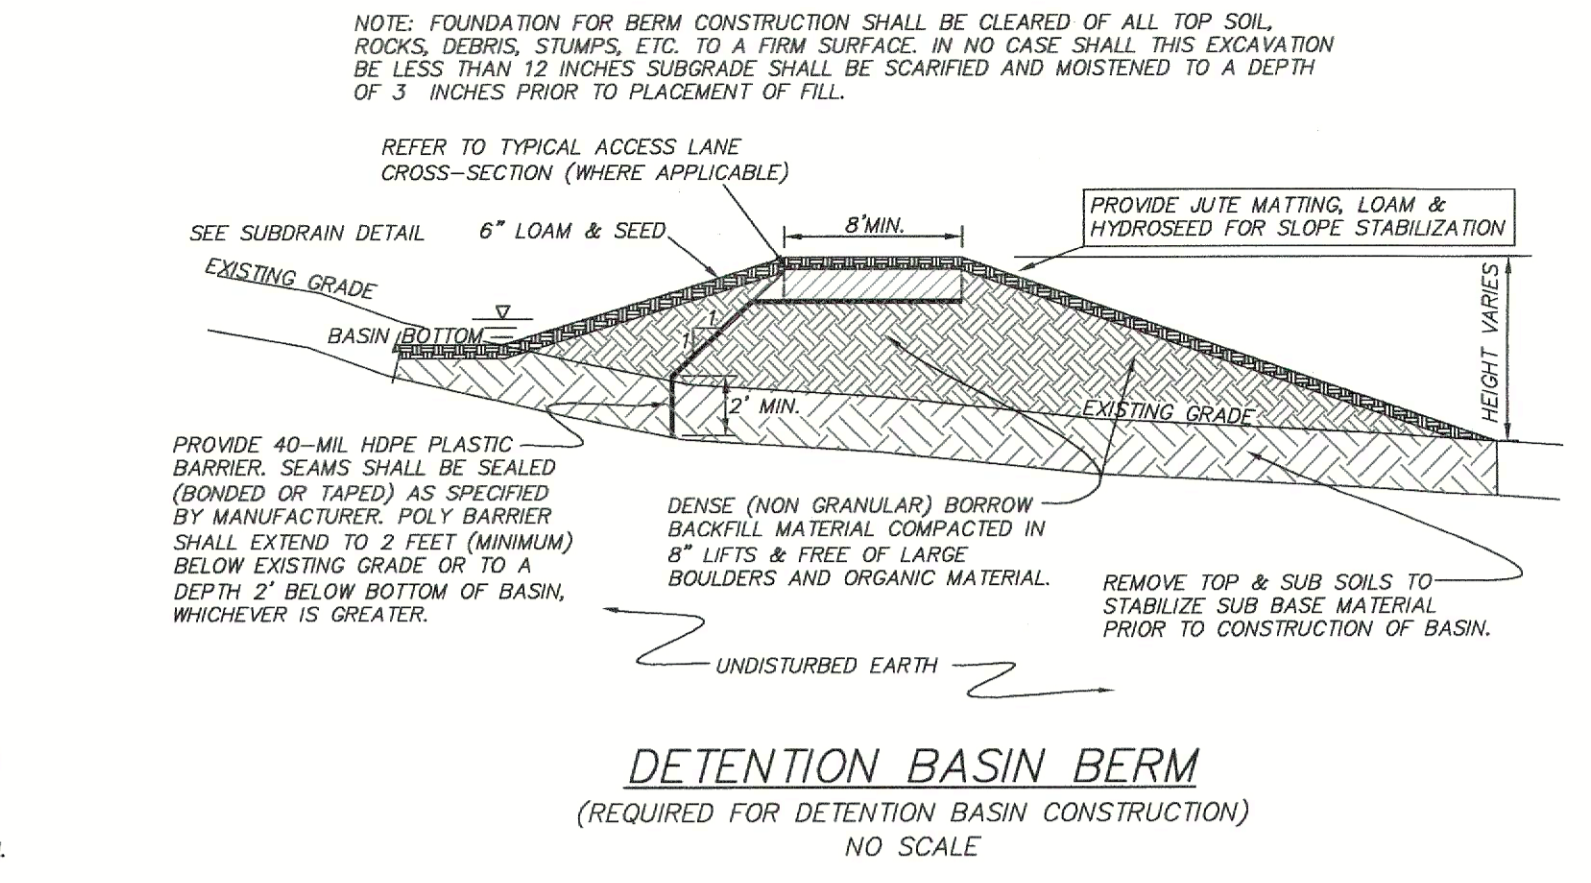 NOTE: FOUNDATION FOR BERM CONSTRUCTION SHALL BE CLEARED OF ALL TOP SOIL,
ROCKS, DEBRIS, STUMPS, ETC. TO A FIRM SURFACE. IN NO CASE SHALL THIS EXCAVATION
BE LESS THAN 12 INCHES SUBGRADE SHALL BE SCARIFIED AND MOISTENED TO A DEPTH
OF 3 INCHES PRIOR TO PLACEMENT OF FILL.
REFER TO TYPICAL ACCESS LANE
CROSS-SECTION (WHERE APPLICABLE)
PROVIDE JUTE MATTING, LOAM &
HYDROSEED FOR SLOPE STABILIZATION
SEE SUBDRAIN DETAIL
6" LOAM & SEED
8'MIN.
EXISTING GRADE
BASIN BOTTOM
1
1
HEIGHT VARIES
2' MIN.
EXISTING GRADE
PROVIDE 40-MIL HDPE PLASTIC
BARRIER. SEAMS SHALL BE SEALED
(BONDED OR TAPED) AS SPECIFIED
BY MANUFACTURER. POLY BARRIER
SHALL EXTEND TO 2 FEET (MINIMUM)
BELOW EXISTING GRADE OR TO A
DEPTH 2' BELOW BOTTOM OF BASIN,
WHICHEVER IS GREATER.
DENSE (NON GRANULAR) BORROW
BACKFILL MATERIAL COMPACTED IN
8" LIFTS & FREE OF LARGE
BOULDERS AND ORGANIC MATERIAL.
REMOVE TOP & SUB SOILS TO
STABILIZE SUB BASE MATERIAL
PRIOR TO CONSTRUCTION OF BASIN.
UNDISTURBED EARTH
DETENTION BASIN BERM
(REQUIRED FOR DETENTION BASIN CONSTRUCTION)
NO SCALE